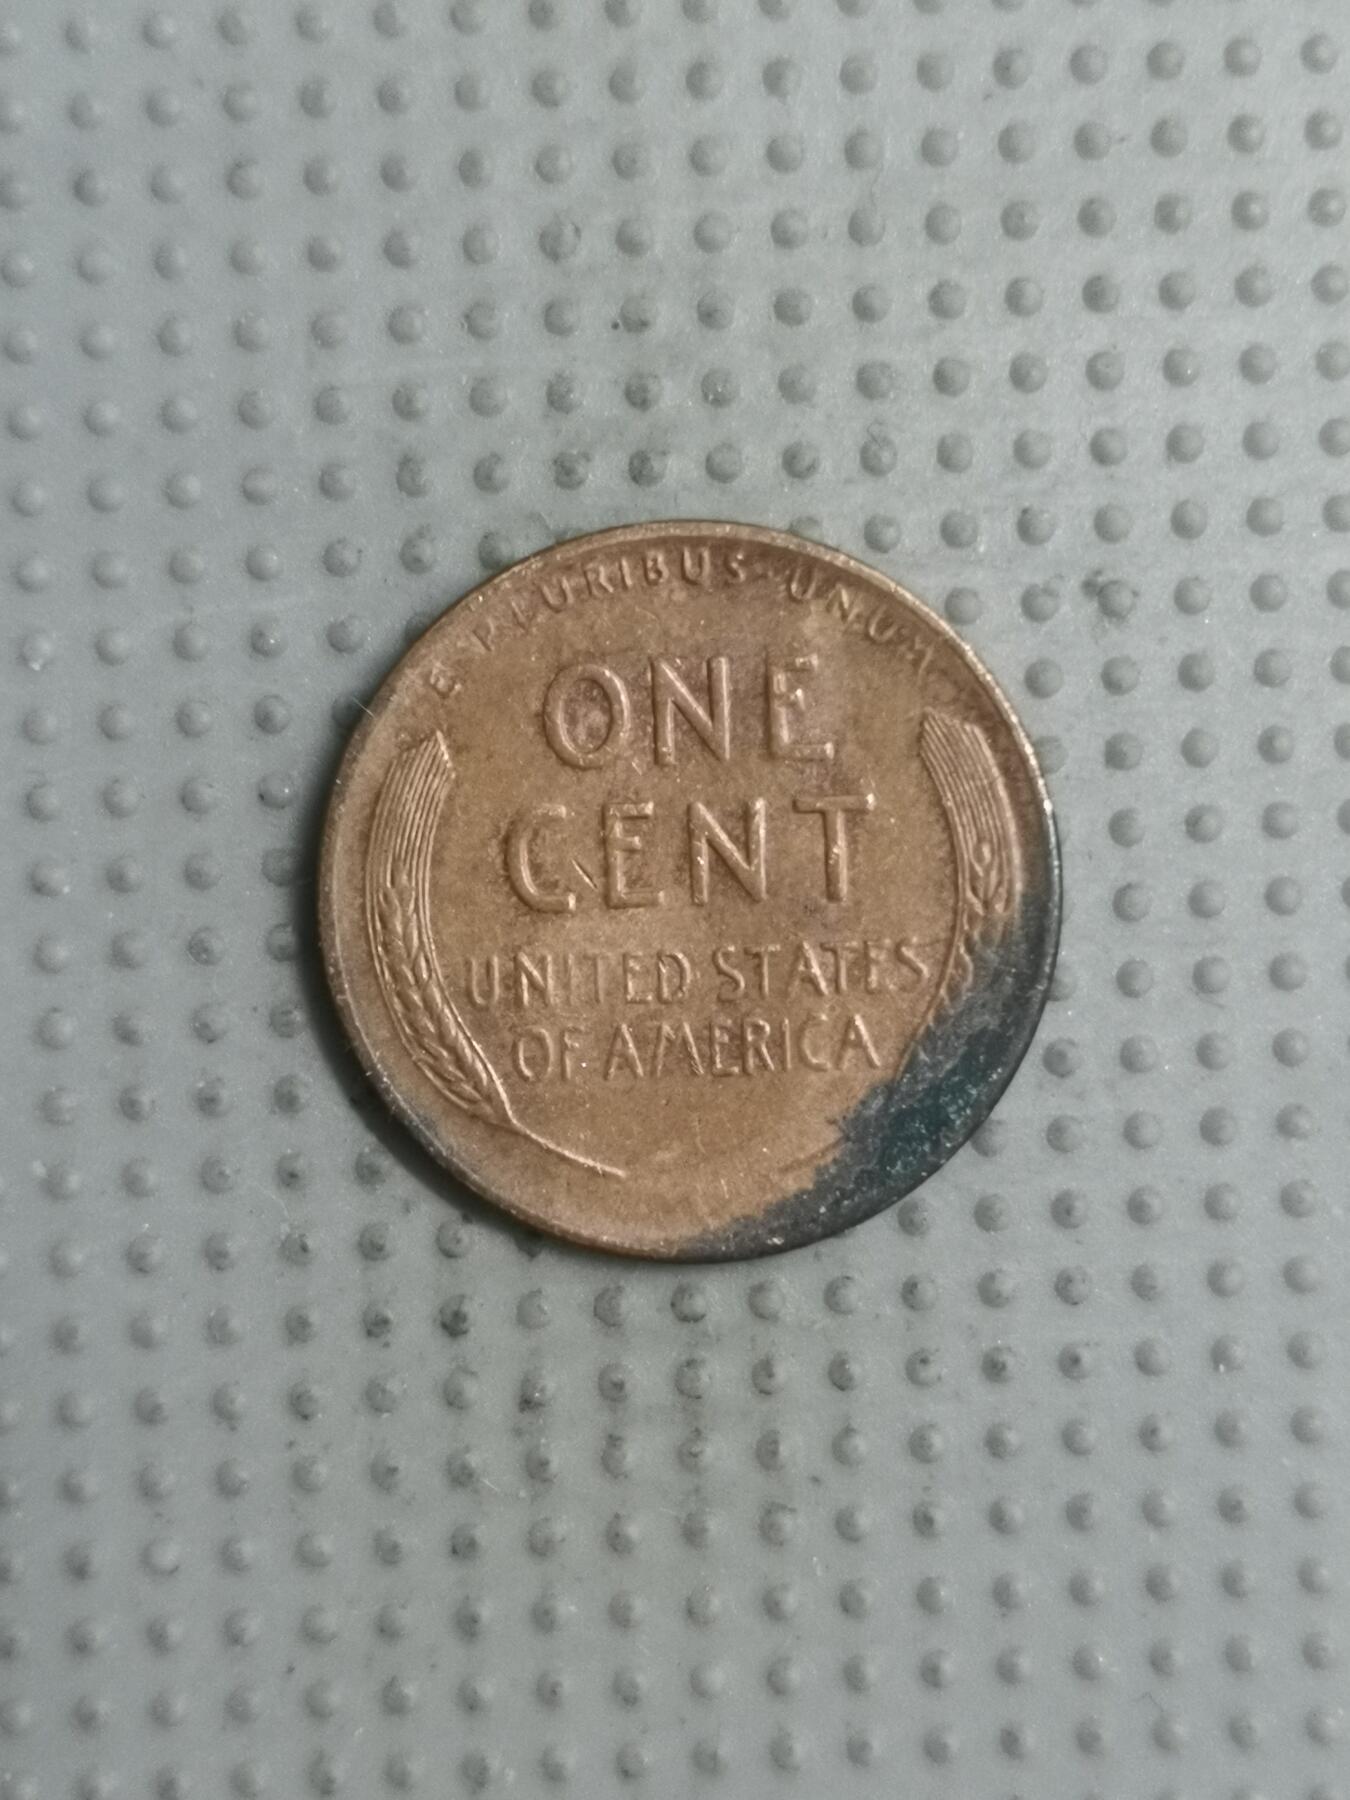 E·PLURIBUS·UNUM
ONE
CENT
UNITED STATES
OF AMERICA